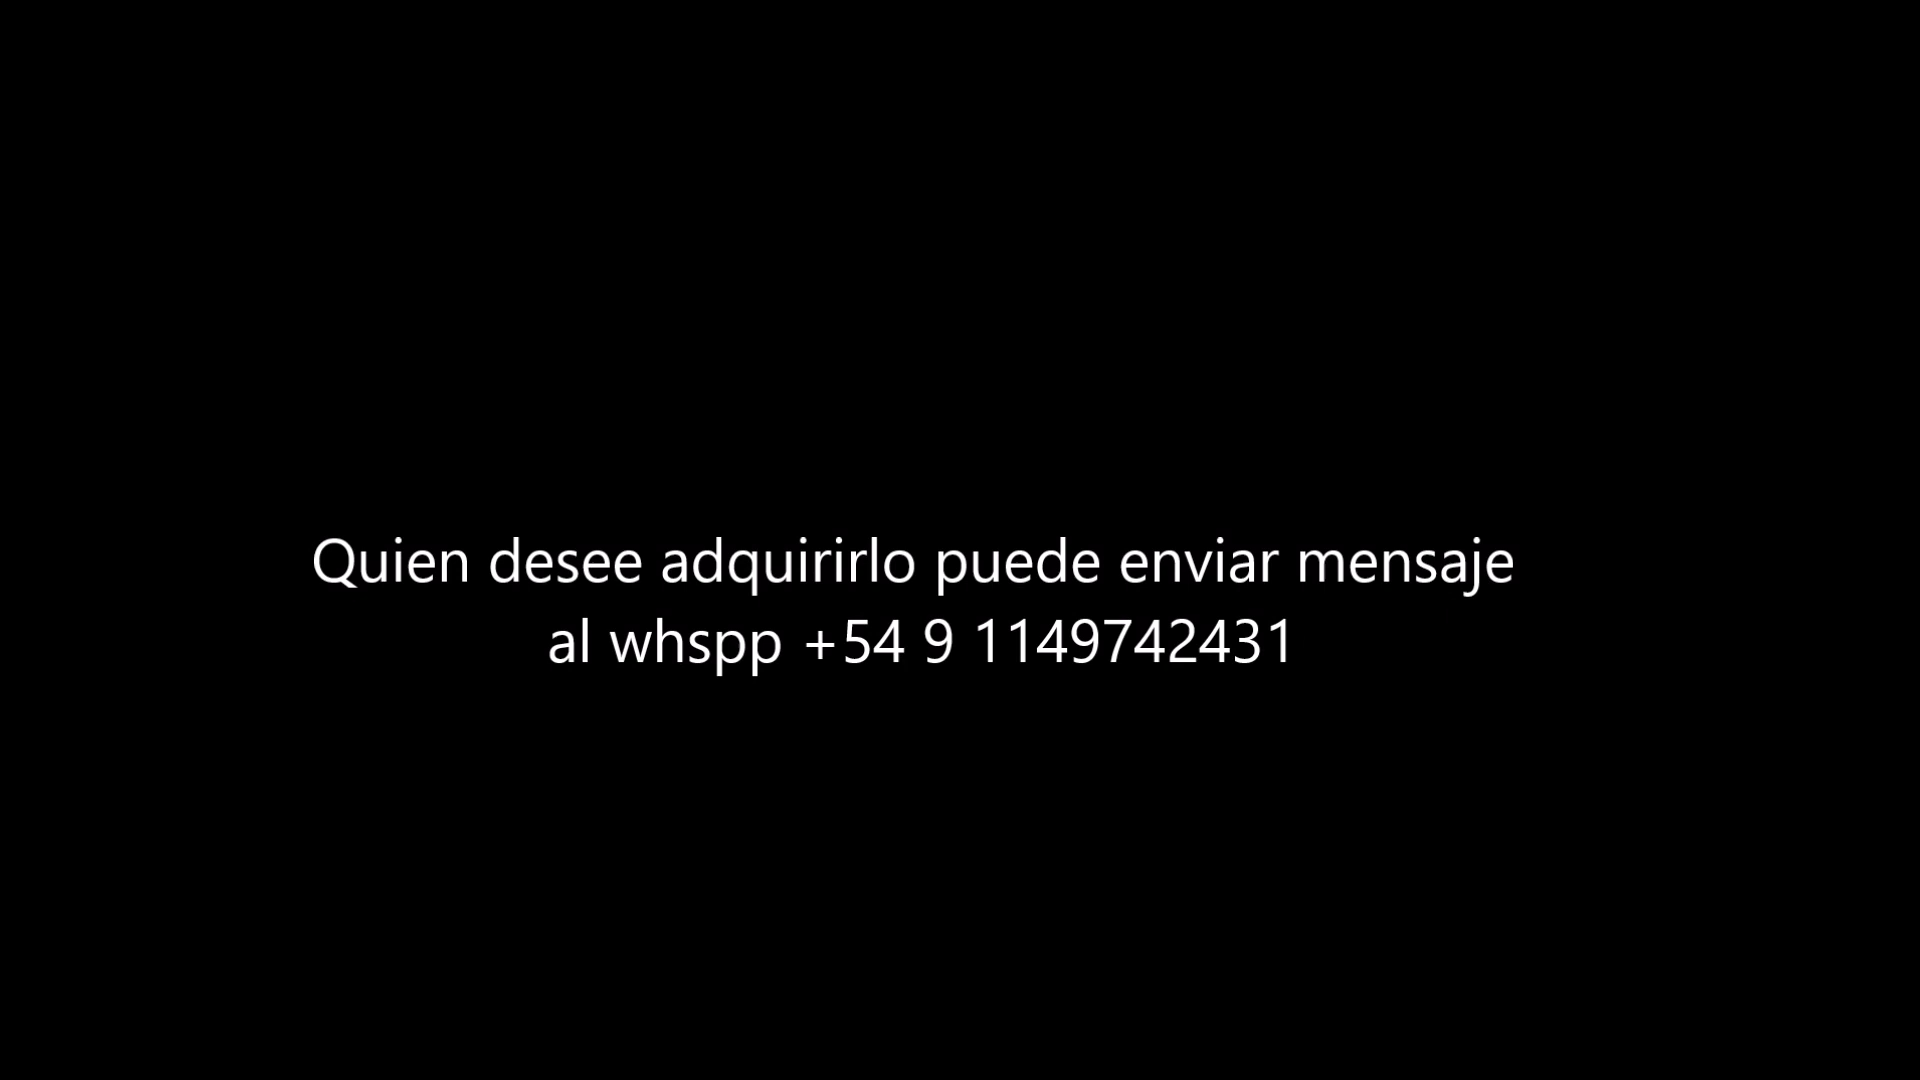 Quien desee adquirirlo puede enviar mensaje
al whspp +54 9 1149742431